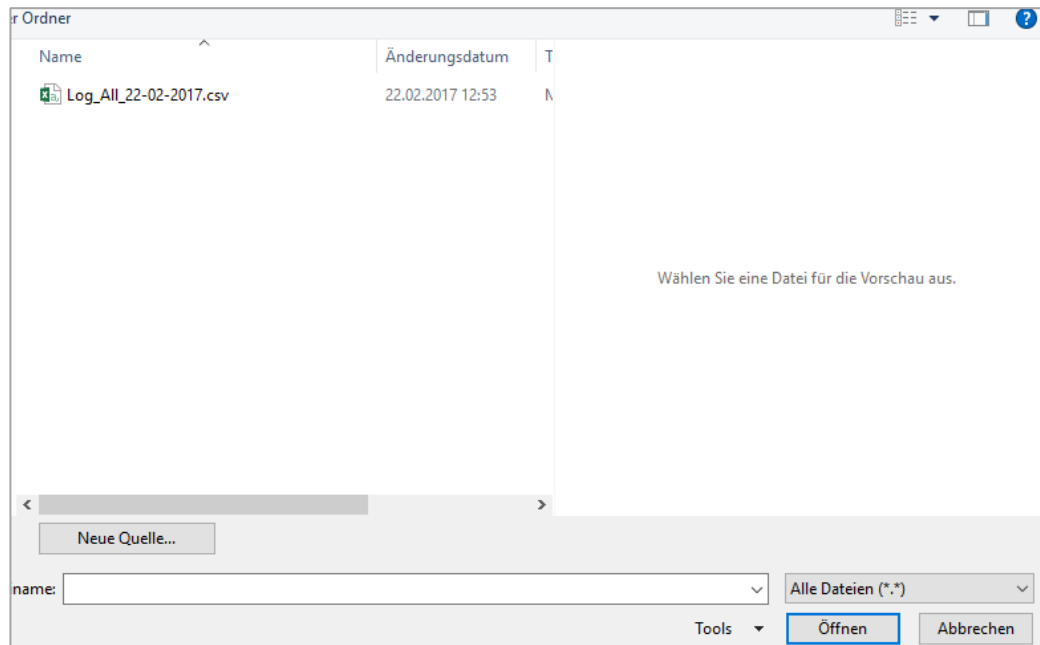 r Ordner
Name Änderungsdatum T
Log_All_22-02-2017.csv 22.02.2017 12:53
Wählen Sie eine Datei für die Vorschau aus.
Neue Quelle...
name: Alle Dateien (*.*)
Tools Öffnen Abbrechen